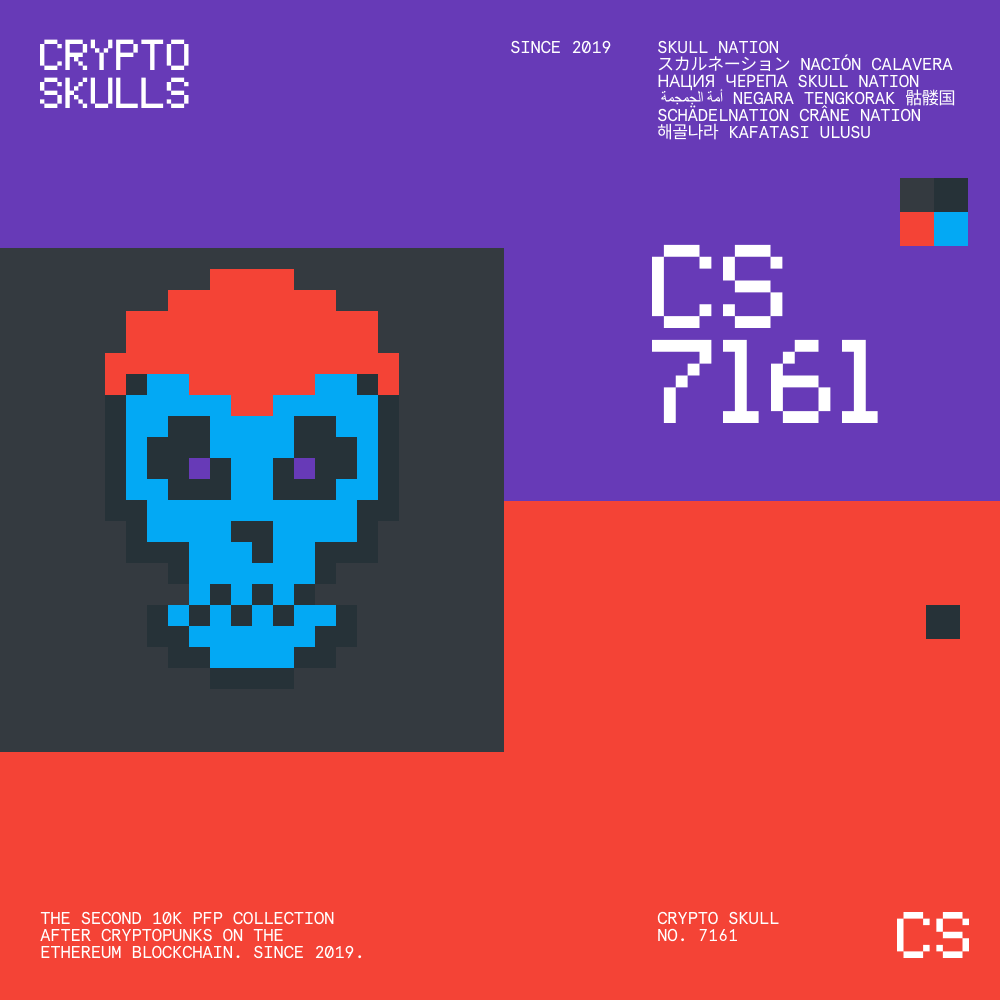 CRYPTO
SKULLS
SINCE 2019
SKULL NATION
スカルネーション NACIÓN CALAVERA
НАЦИЯ ЧЕРЕПА SKULL NATION
أمة الجمجمة NEGARA TENGKORAK 骷髅国
SCHÄDELNATION CRÂNE NATION
해골나라 KAFATASI ULUSU
CS
7161
THE SECOND 10K PFP COLLECTION
AFTER CRYPTOPUNKS ON THE
ETHEREUM BLOCKCHAIN. SINCE 2019.
CRYPTO SKULL
NO. 7161
CS